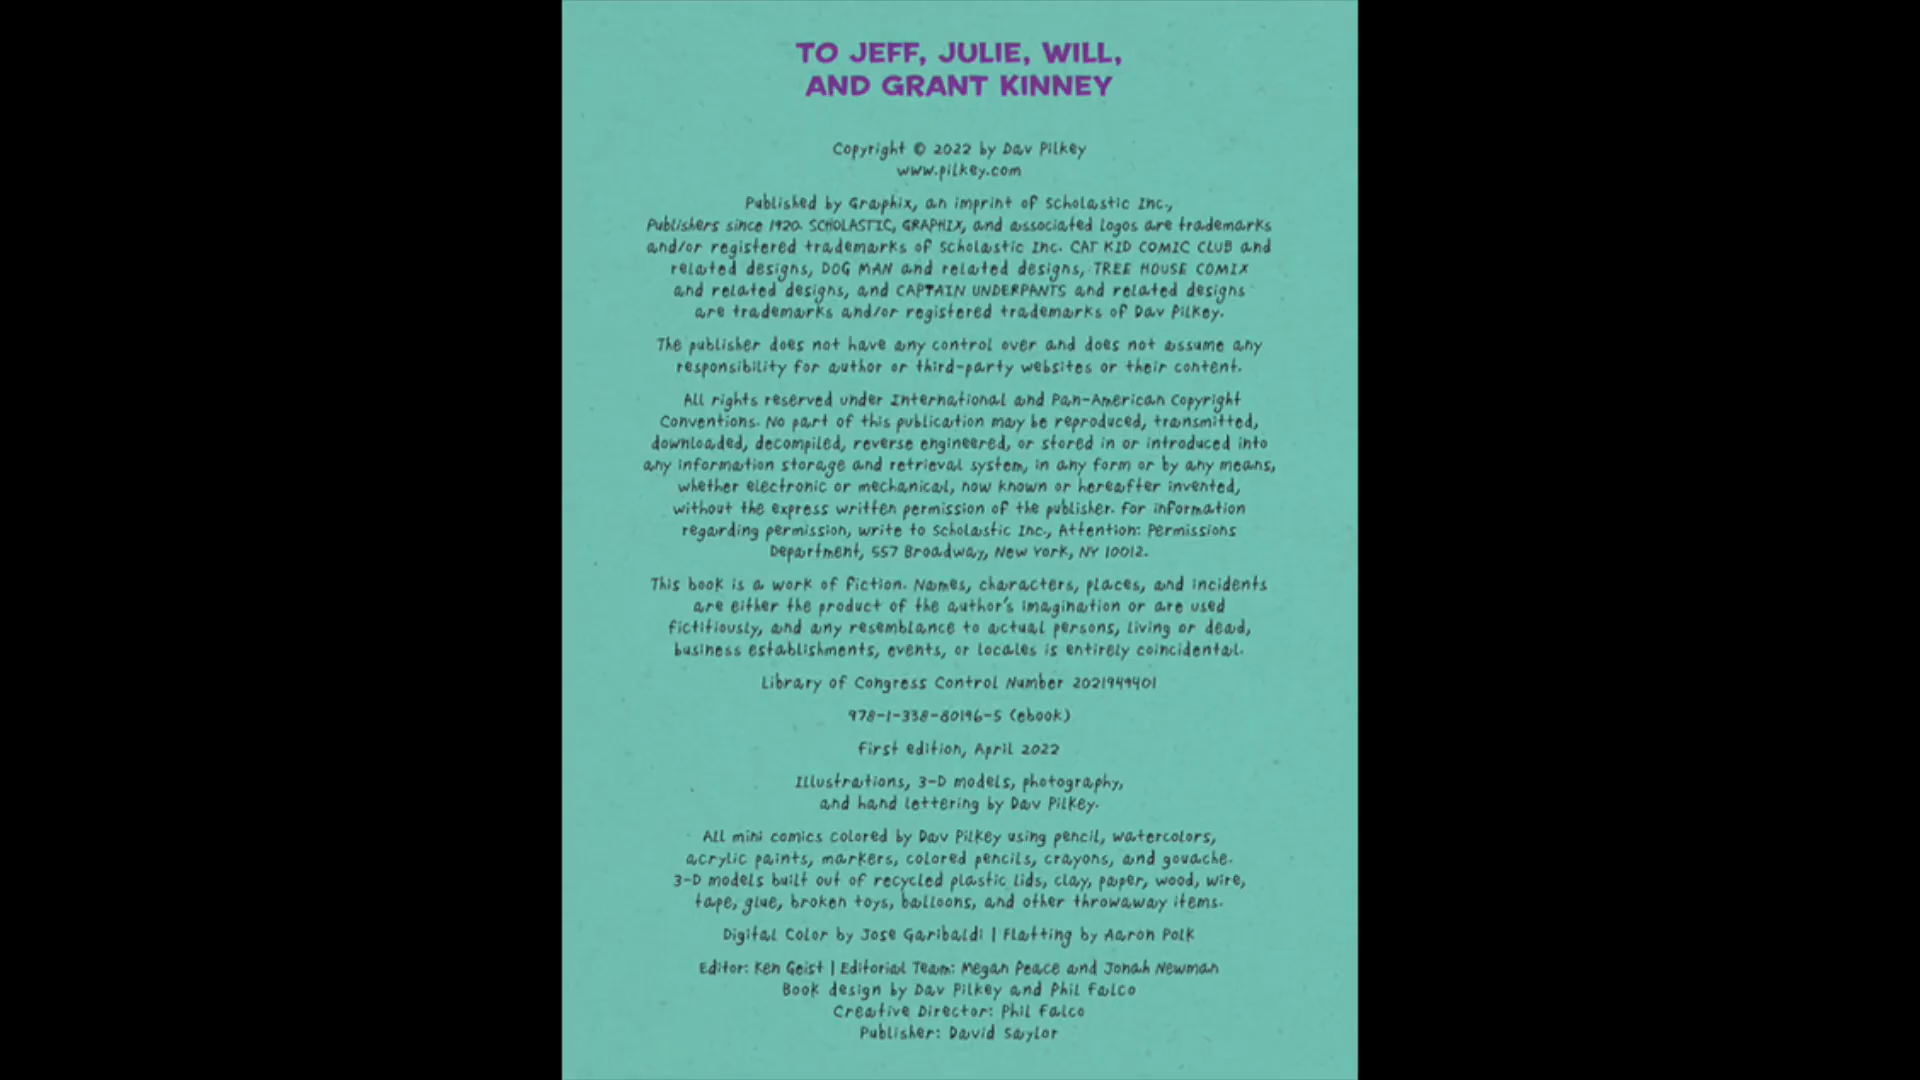 TO JEFF, JULIE, WILL,
AND GRANT KINNEY
Copyright © 2022 by Dav Pilkey
www.pilkey.com
Published by Graphix, an imprint of Scholastic Inc.,
Publishers since 1920. SCHOLASTIC, GRAPHIX, and associated logos are trademarks
and/or registered trademarks of Scholastic Inc. CAT KID COMIC CLUB and
related designs, DOG MAN and related designs, TREE HOUSE COMIX
and related designs, and CAPTAIN UNDERPANTS and related designs
are trademarks and/or registered trademarks of Dav Pilkey.
The publisher does not have any control over and does not assume any
responsibility for author or third-party websites or their content.
All rights reserved under International and Pan-American Copyright
Conventions. No part of this publication may be reproduced, transmitted,
downloaded, decompiled, reverse engineered, or stored in or introduced into
any information storage and retrieval system, in any form or by any means,
whether electronic or mechanical, now known or hereafter invented,
without the express written permission of the publisher. For information
regarding permission, write to Scholastic Inc., Attention: Permissions
Department, 557 Broadway, New York, NY 10012.
This book is a work of fiction. Names, characters, places, and incidents
are either the product of the author's imagination or are used
fictitiously, and any resemblance to actual persons, living or dead,
business establishments, events, or locales is entirely coincidental.
Library of Congress Control Number 2021949401
978-1-338-80196-5 (ebook)
First edition, April 2022
Illustrations, 3-D models, photography,
and hand lettering by Dav Pilkey.
All mini comics colored by Dav Pilkey using pencil, watercolors,
acrylic paints, markers, colored pencils, crayons, and gouache.
3-D models built out of recycled plastic lids, clay, paper, wood, wire,
tape, glue, broken toys, balloons, and other throwaway items.
Digital Color by Jose Garibaldi | Flatting by Aaron Polk
Editor: Ken Geist | Editorial Team: Megan Peace and Jonah Newman
Book design by Dav Pilkey and Phil Falco
Creative Director: Phil Falco
Publisher: David Saylor